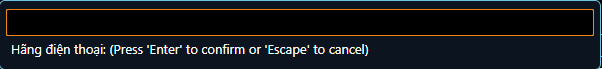 Hãng điện thoại: (Press 'Enter' to confirm or 'Escape' to cancel)